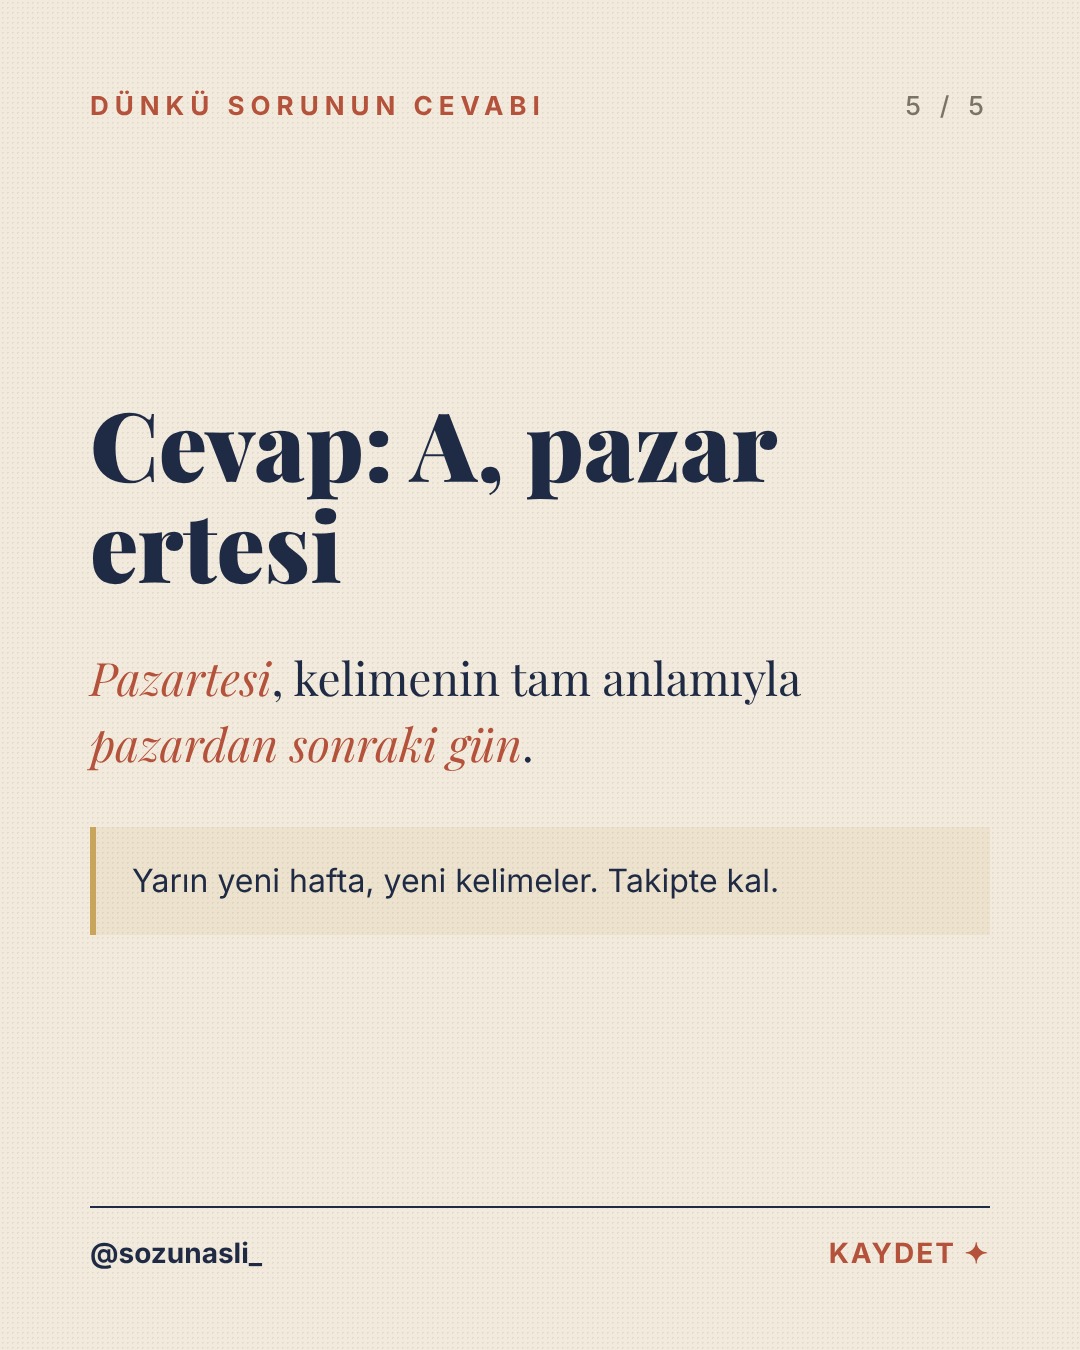 DÜNKÜ SORUNUN CEVABI
5 / 5
Cevap: A, pazar
ertesi
Pazartesi, kelimenin tam anlamıyla
pazardan sonraki gün.
Yarın yeni hafta, yeni kelimeler. Takipte kal.
@sozunasli_
KAYDET ✦